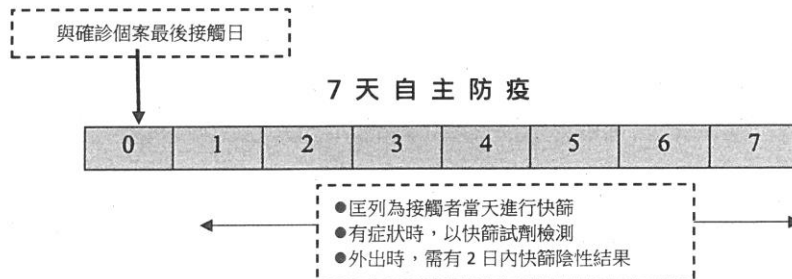 與確診個案最後接觸日
7 天 自 主 防 疫
0 1 2 3 4 5 6 7
●匡列為接觸者當天進行快篩
●有症狀時，以快篩試劑檢測
●外出時，需有 2 日內快篩陰性結果